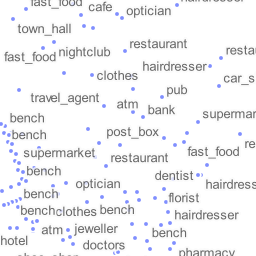 fast_food
cafe
optician
hairdresser
town_hall
nightclub
restaurant
fast_food
hairdresser
resta
clothes
car_s
travel_agent
atm
pub
bank
supermar
bench
bench
post_box
supermarket
restaurant
fast_food
re
bench
dentist
hairdress
bench
optician
florist
bench
clothes
bench
hairdresser
hotel
atm
jeweller
bench
doctors
pharmacy